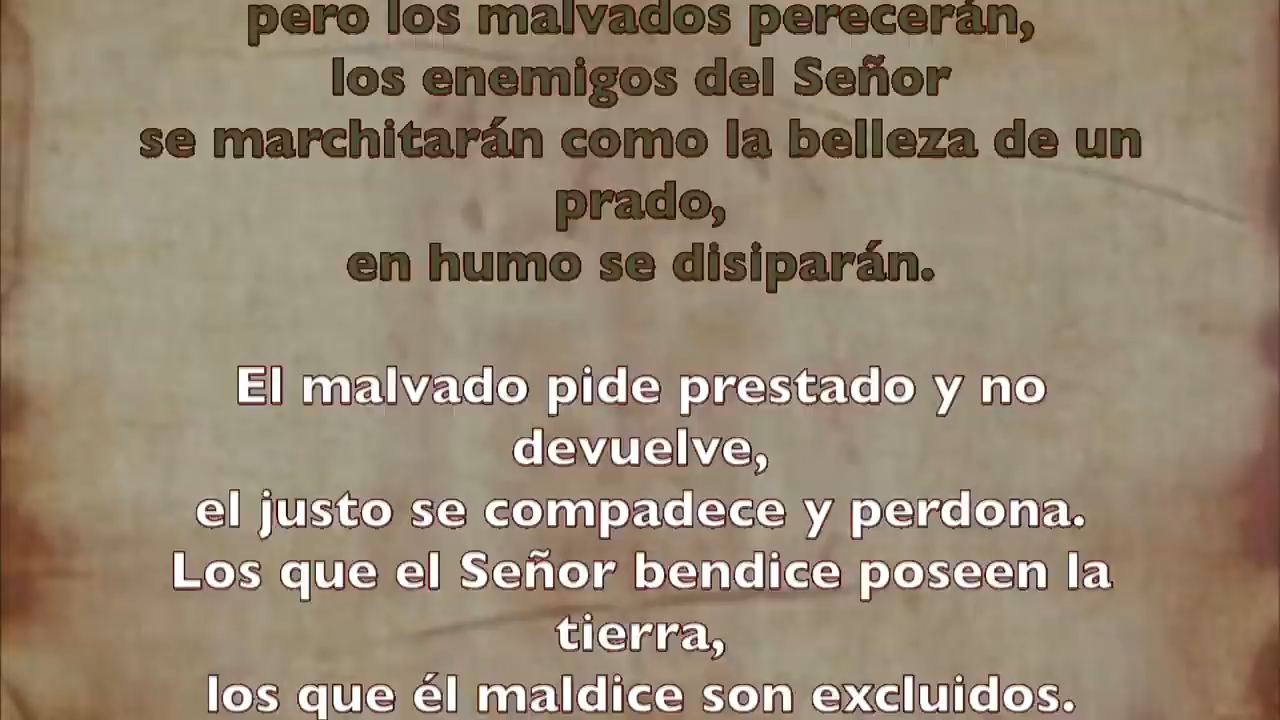 pero los malvados perecerán,
los enemigos del Señor
se marchitarán como la belleza de un
prado,
en humo se disiparán.
El malvado pide prestado y no
devuelve,
el justo se compadece y perdona.
Los que el Señor bendice poseen la
tierra,
los que él maldice son excluidos.